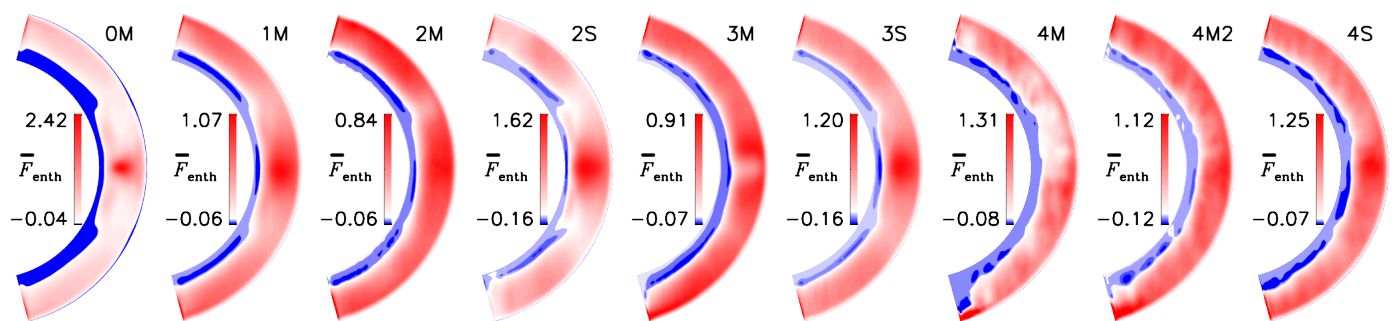 0M
2.42
F̅enth
−0.04
1M
1.07
F̅enth
−0.06
2M
0.84
F̅enth
−0.06
2S
1.62
F̅enth
−0.16
3M
0.91
F̅enth
−0.07
3S
1.20
F̅enth
−0.16
4M
1.31
F̅enth
−0.08
4M2
1.12
F̅enth
−0.12
4S
1.25
F̅enth
−0.07